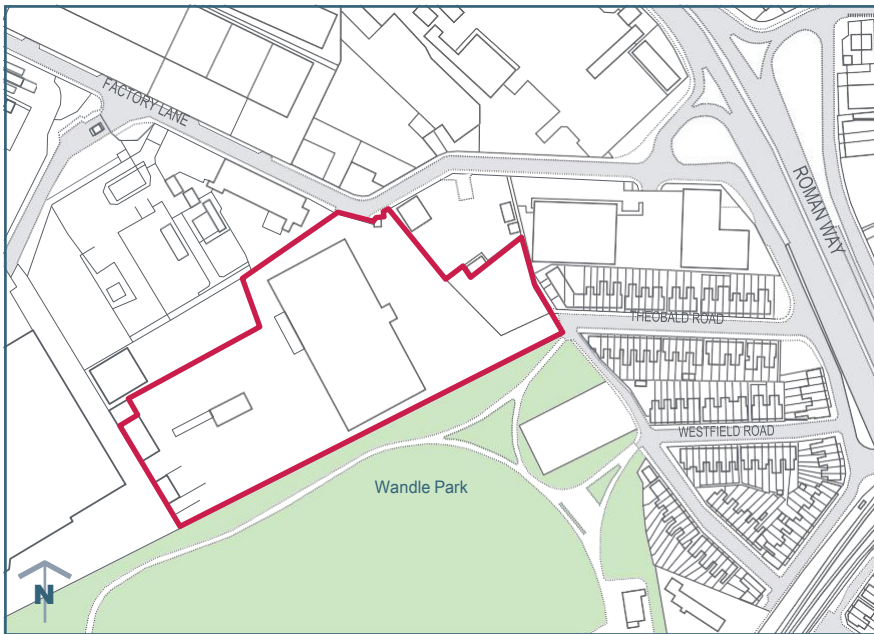 FACTORY LANE
ROMAN WAY
THEOBALD ROAD
WESTFIELD ROAD
Wandle Park
N